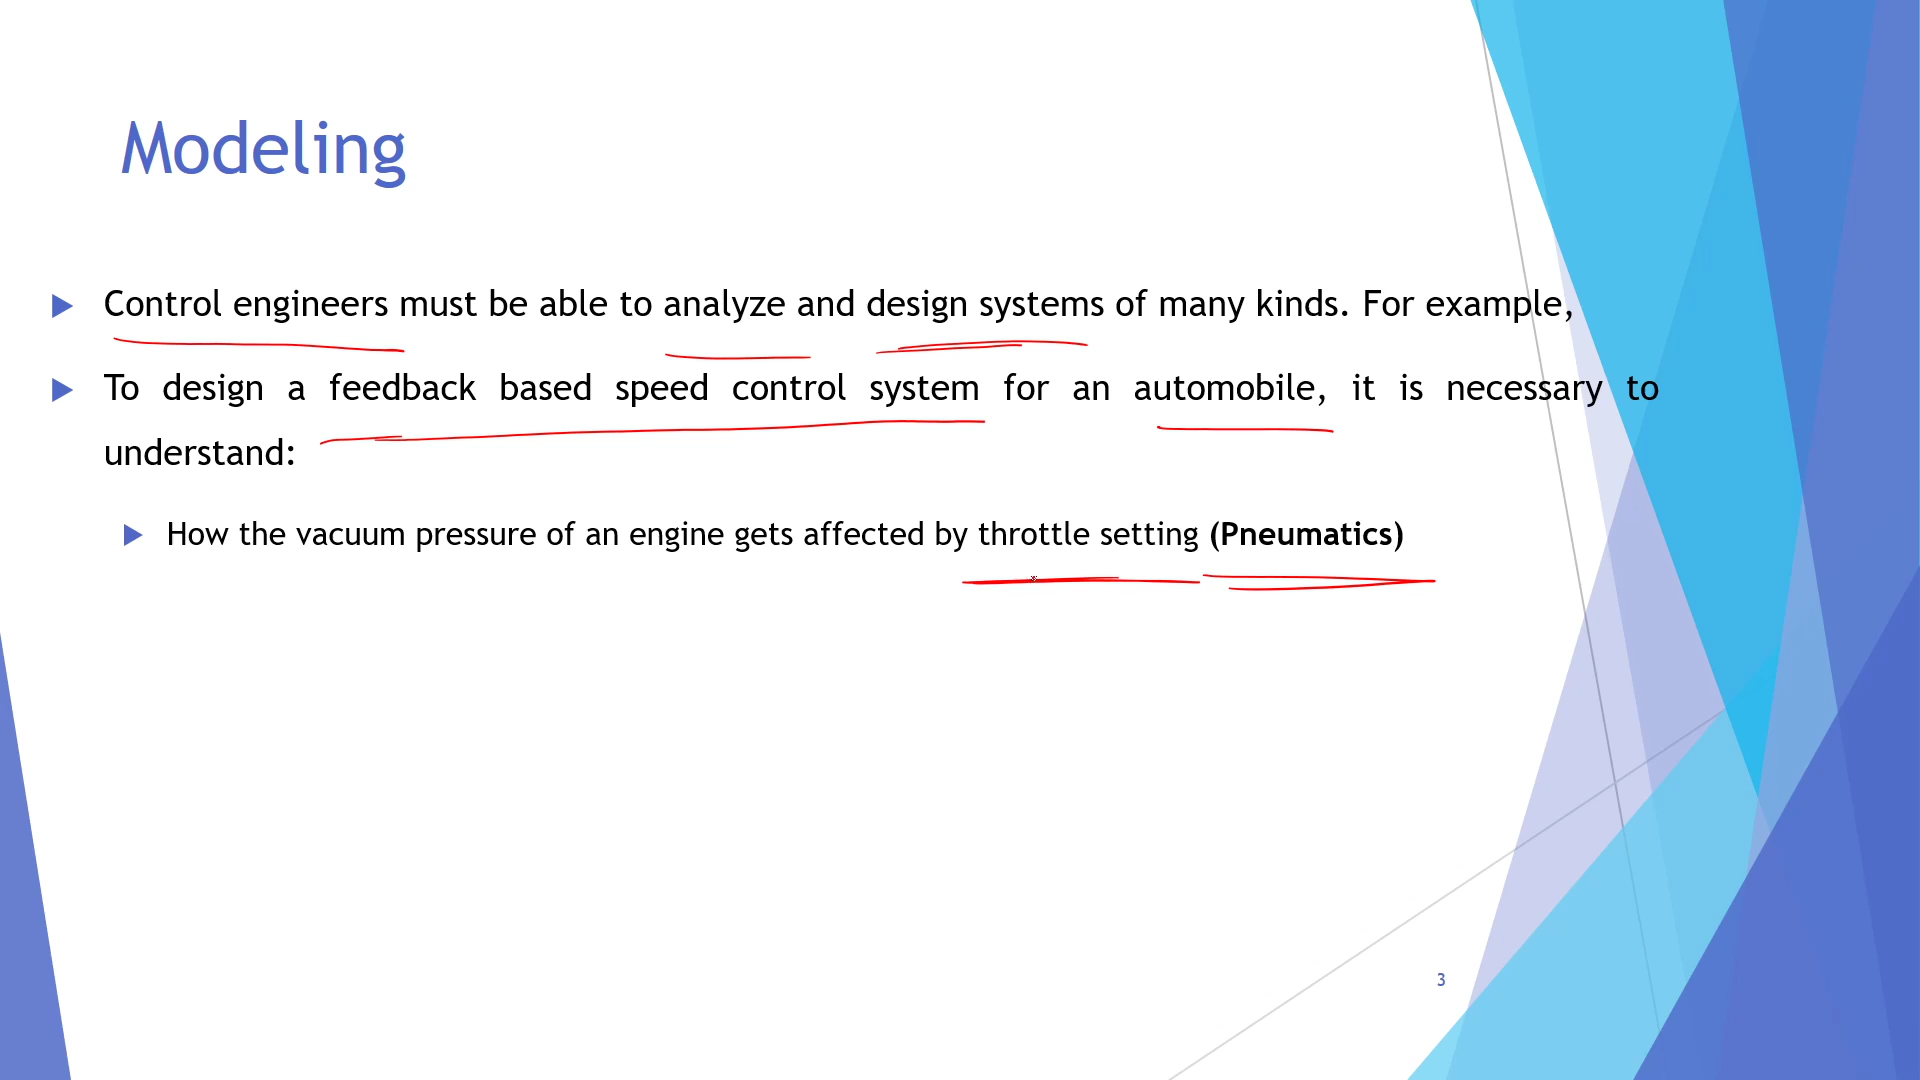 Modeling
Control engineers must be able to analyze and design systems of many kinds. For example,
To design a feedback based speed control system for an automobile, it is necessary to
understand:
How the vacuum pressure of an engine gets affected by throttle setting (Pneumatics)
3